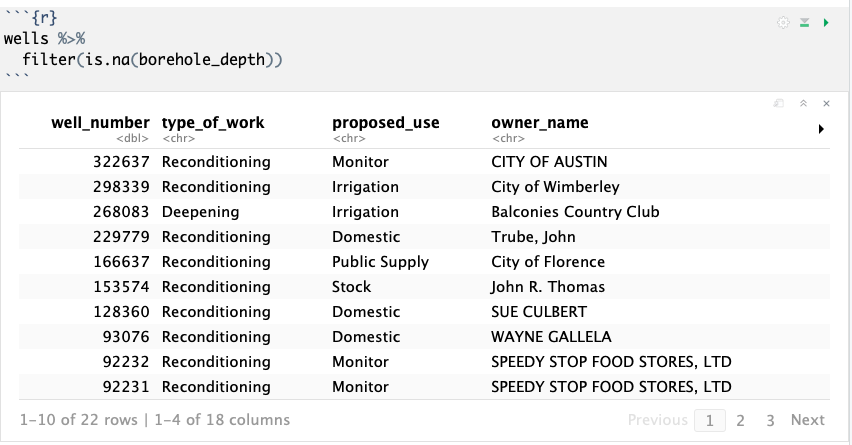 ```{r}
wells %>%
  filter(is.na(borehole_depth))
```
well_number type_of_work proposed_use owner_name
<dbl> <chr> <chr> <chr>
322637 Reconditioning Monitor CITY OF AUSTIN
298339 Reconditioning Irrigation City of Wimberley
268083 Deepening Irrigation Balconies Country Club
229779 Reconditioning Domestic Trube, John
166637 Reconditioning Public Supply City of Florence
153574 Reconditioning Stock John R. Thomas
128360 Reconditioning Domestic SUE CULBERT
93076 Reconditioning Domestic WAYNE GALLELA
92232 Reconditioning Monitor SPEEDY STOP FOOD STORES, LTD
92231 Reconditioning Monitor SPEEDY STOP FOOD STORES, LTD
1-10 of 22 rows | 1-4 of 18 columns Previous 1 2 3 Next